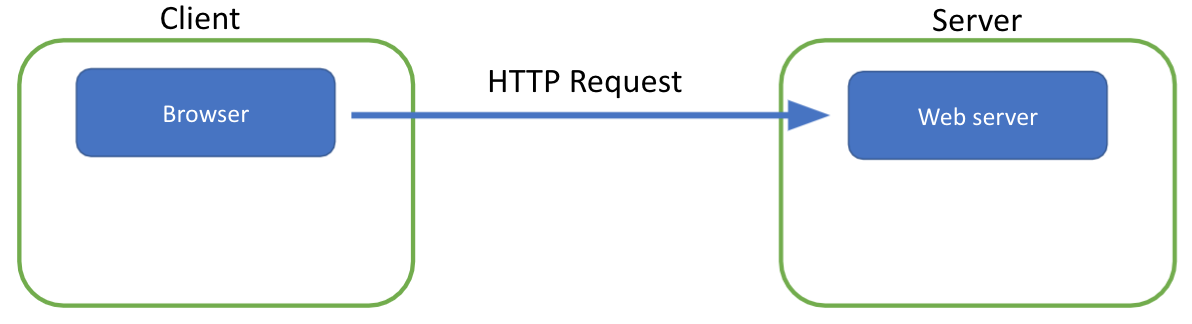 Client
Server
HTTP Request
Browser
Web server